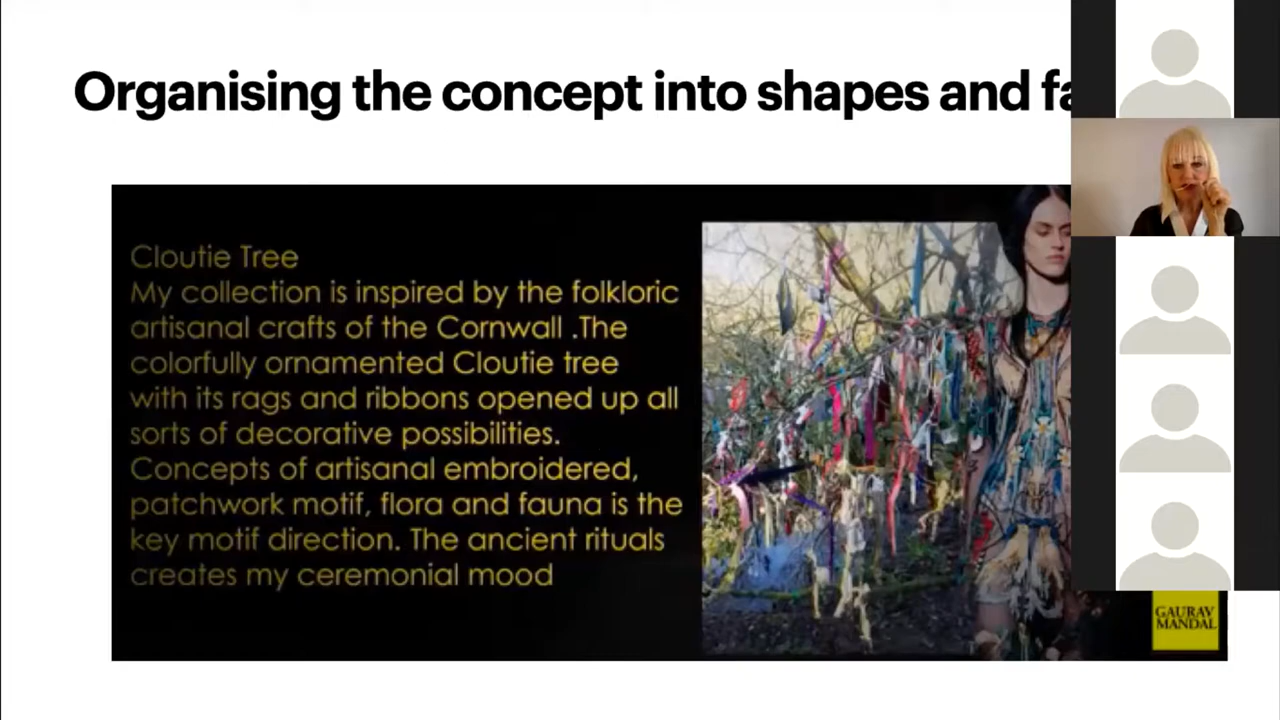 Organising the concept into shapes and
Cloutie Tree
My collection is inspired by the folkloric
artisanal crafts of the Cornwall .The
colorfully ornamented Cloutie tree
with its rags and ribbons opened up all
sorts of decorative possibilities.
Concepts of artisanal embroidered,
patchwork motif, flora and fauna is the
key motif direction. The ancient rituals
creates my ceremonial mood
GAURAV
MANDAL